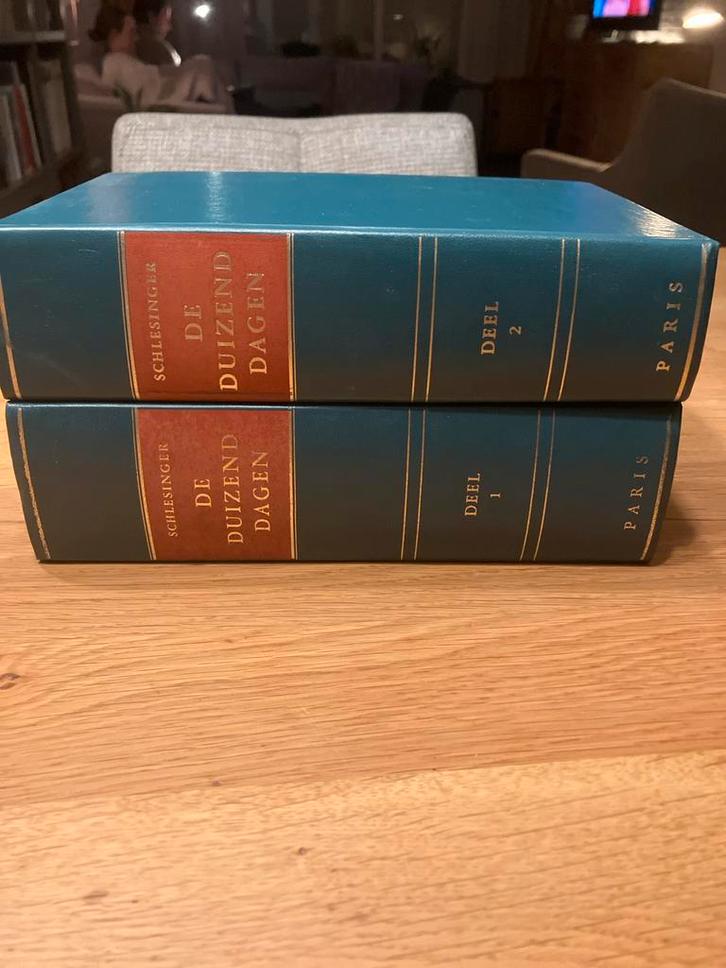 SCHLESINGER
DE
DUIZEND
DAGEN
DEEL
2
PARIS
SCHLESINGER
DE
DUIZEND
DAGEN
DEEL
1
PARIS